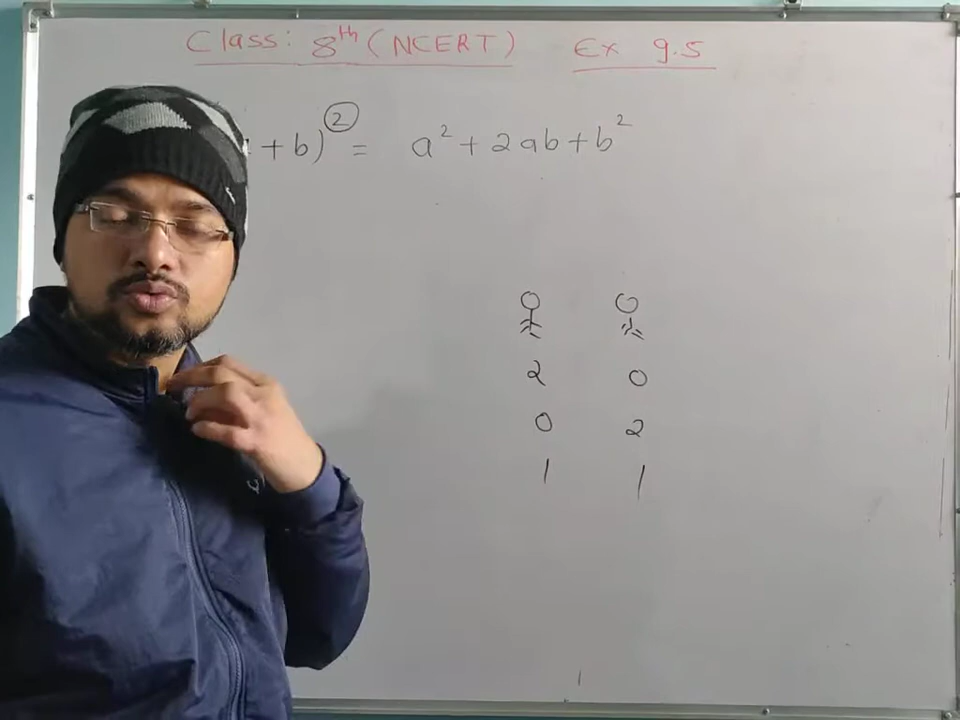 Class: 8th (NCERT) Ex 9.5
+ b)² = a² + 2ab + b²
2 0
0 2
1 1